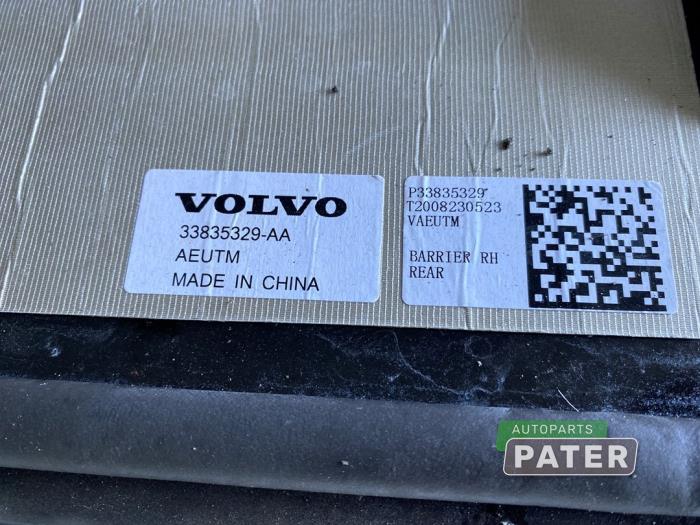 VOLVO
33835329-AA
AEUTM
MADE IN CHINA
P33835329
T2008230523
VAEUTM
BARRIER RH
REAR
AUTOPARTS
PATER